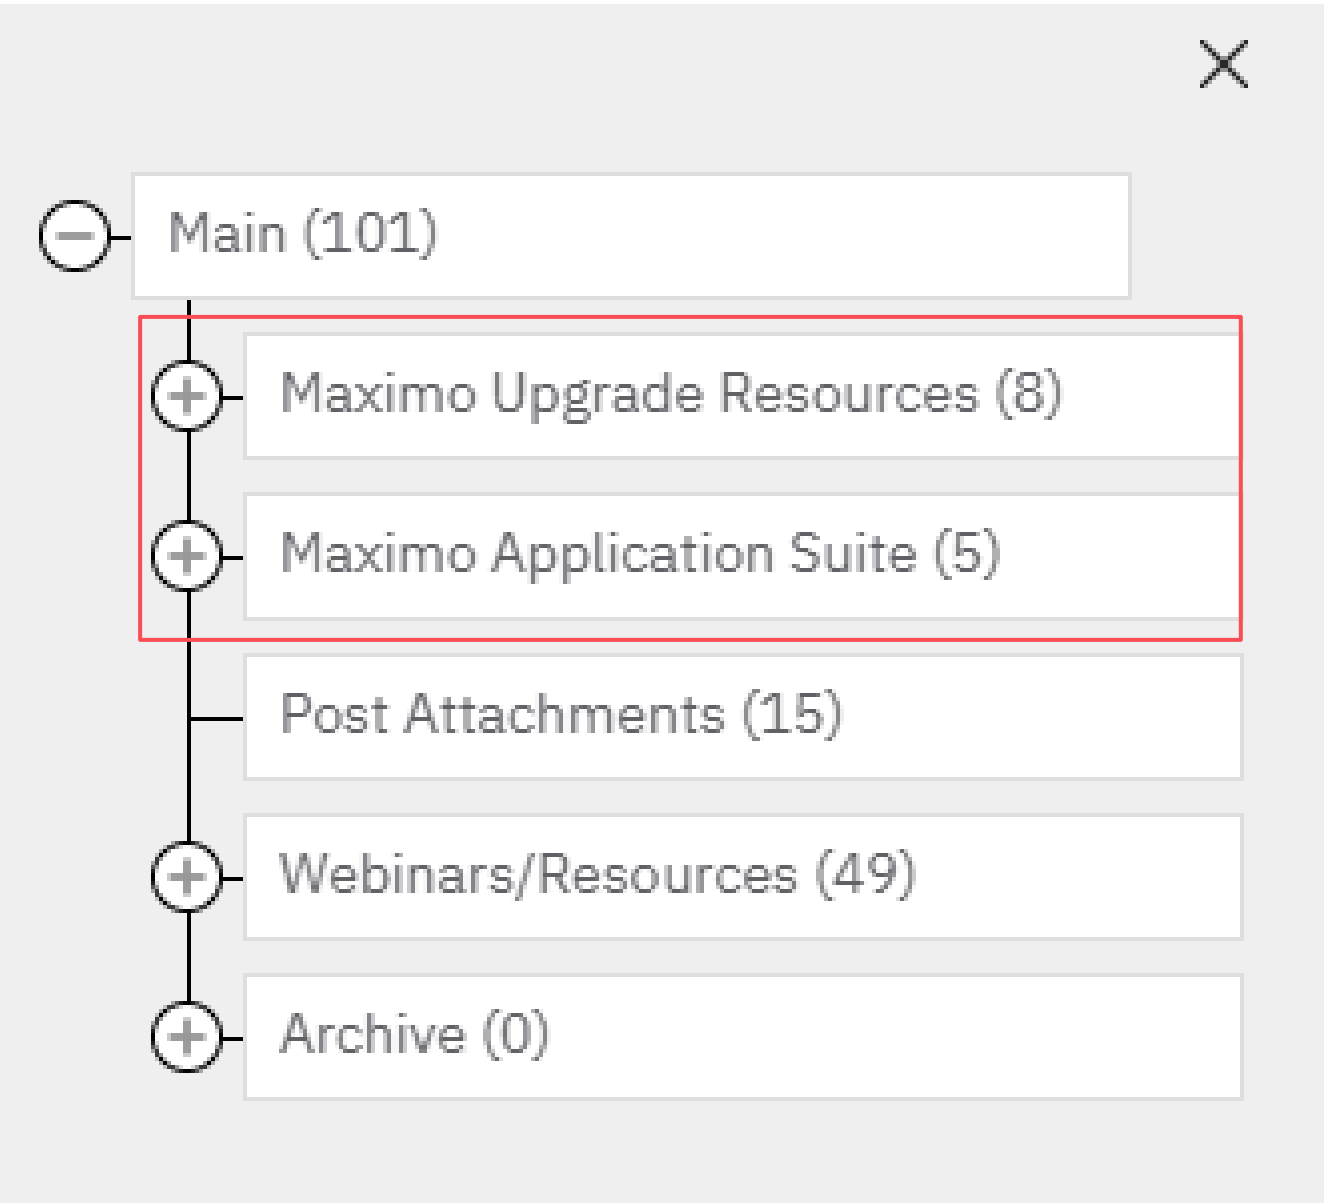 Main (101)
Maximo Upgrade Resources (8)
Maximo Application Suite (5)
Post Attachments (15)
Webinars/Resources (49)
Archive (0)